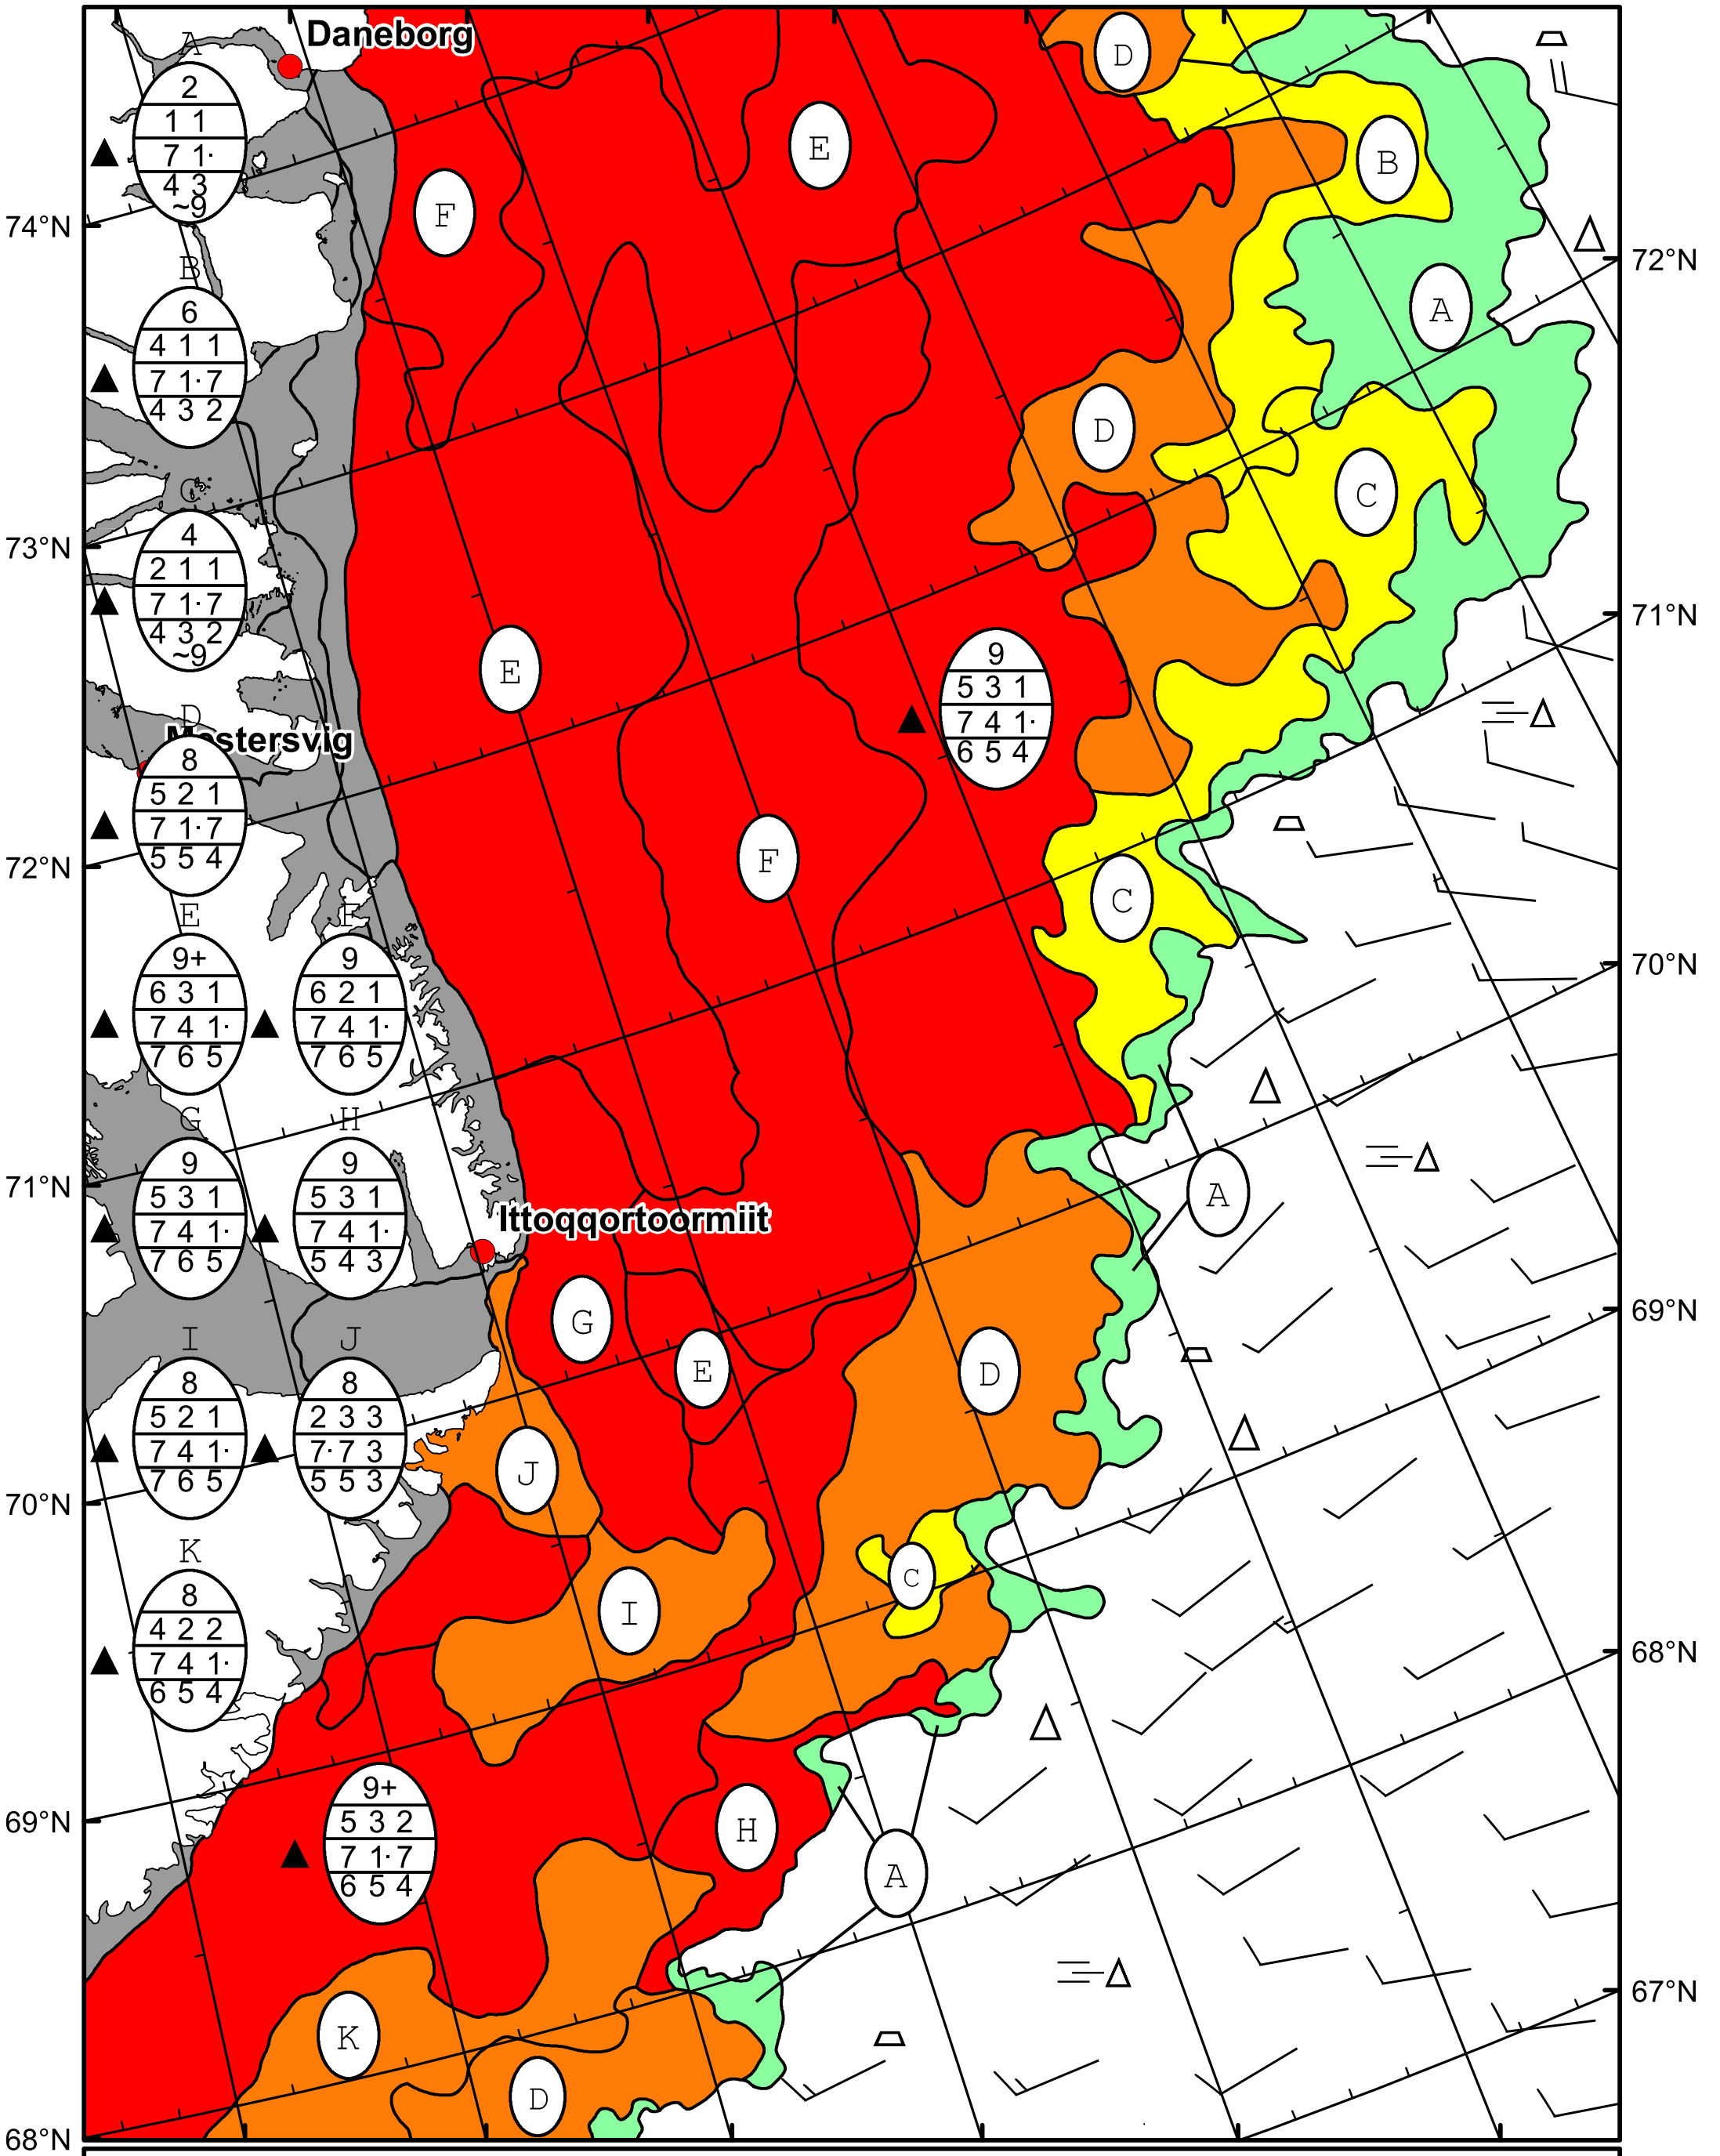 Daneborg
A
2
1 1
7 1·
4 3
~9
74°N
B
6
4 1 1
7 1·7
4 3 2
C
4
2 1 1
7 1·7
4 3 2
~9
73°N
D
Mestersvig
8
5 2 1
7 1·7
5 5 4
72°N
E
9+
6 3 1
7 4 1·
7 6 5
F
9
6 2 1
7 4 1·
7 6 5
G
9
5 3 1
7 4 1·
7 6 5
H
9
5 3 1
7 4 1·
5 4 3
71°N
Ittoqqortoormiit
I
8
5 2 1
7 4 1·
7 6 5
J
8
2 3 3
7·7 3
5 5 3
70°N
K
8
4 2 2
7 4 1·
6 5 4
69°N
9+
5 3 2
7 1·7
6 5 4
68°N
D
E
B
F
A
72°N
D
C
E
9
5 3 1
7 4 1·
6 5 4
71°N
F
C
70°N
A
G
E
D
69°N
J
C
I
68°N
H
A
K
67°N
D